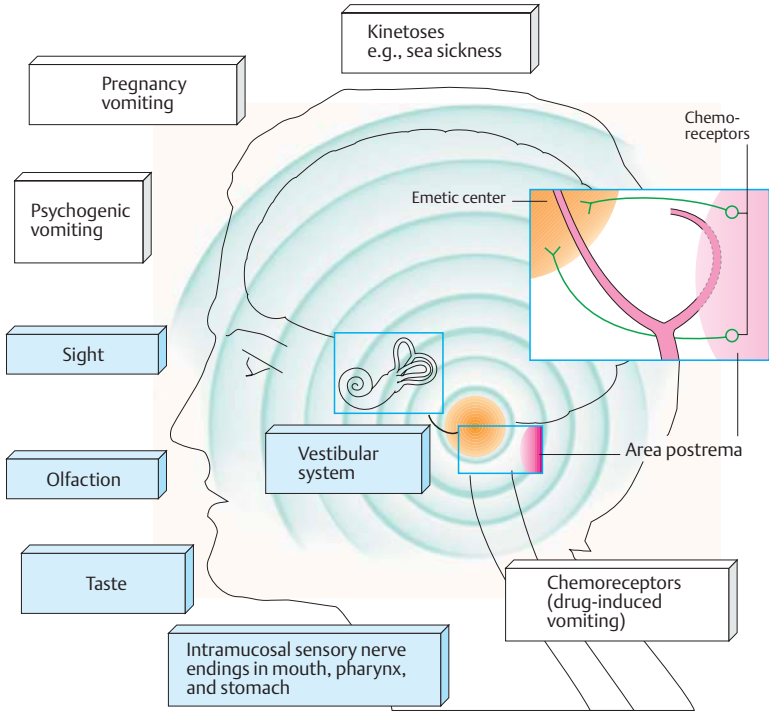 Kinetoses
e.g., sea sickness
Pregnancy
vomiting
Chemo-
receptors
Psychogenic
vomiting
Emetic center
Sight
Vestibular
system
Area postrema
Olfaction
Taste
Chemoreceptors
(drug-induced
vomiting)
Intramucosal sensory nerve
endings in mouth, pharynx,
and stomach